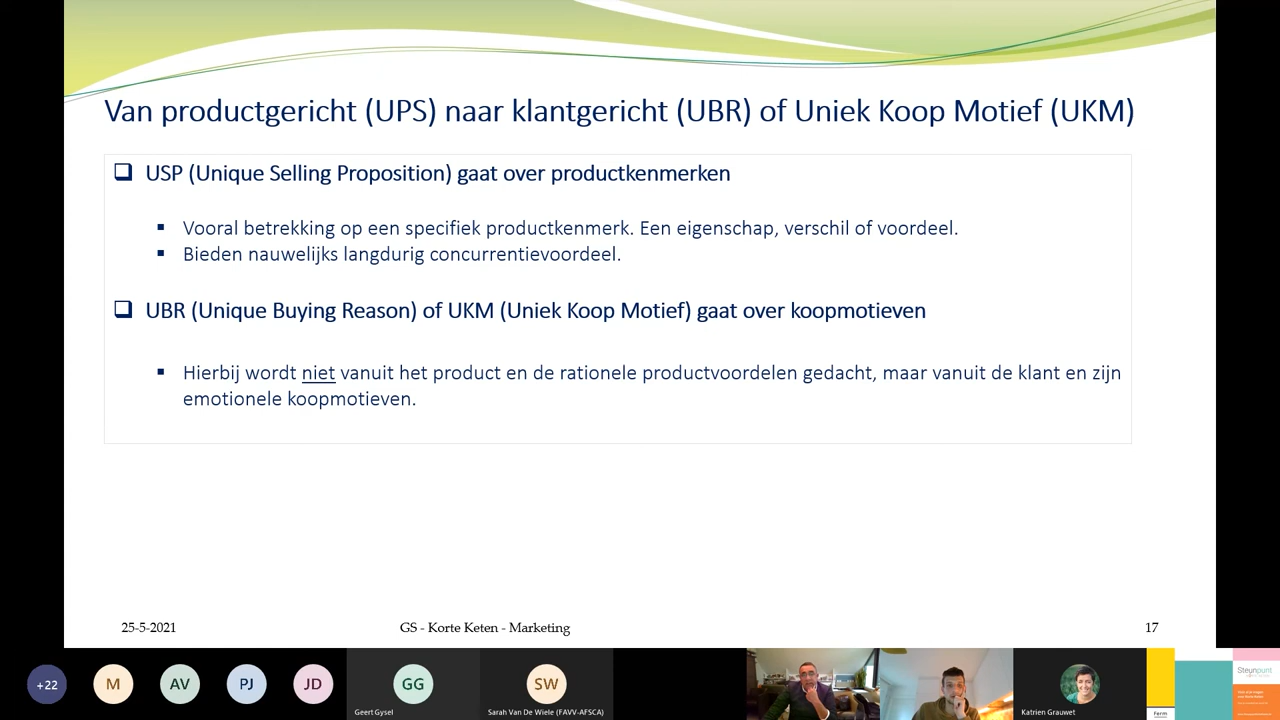 Van productgericht (UPS) naar klantgericht (UBR) of Uniek Koop Motief (UKM)
USP (Unique Selling Proposition) gaat over productkenmerken
Vooral betrekking op een specifiek productkenmerk. Een eigenschap, verschil of voordeel.
Bieden nauwelijks langdurig concurrentievoordeel.
UBR (Unique Buying Reason) of UKM (Uniek Koop Motief) gaat over koopmotieven
Hierbij wordt niet vanuit het product en de rationele productvoordelen gedacht, maar vanuit de klant en zijn
emotionele koopmotieven.
25-5-2021
GS - Korte Keten - Marketing
17
+22
M
AV
PJ
JD
GG
Geert Gysel
SW
Sarah Van De Wiele (FAVV-AFSCA)
Katrien Grauwet
Ferm
Steunpunt